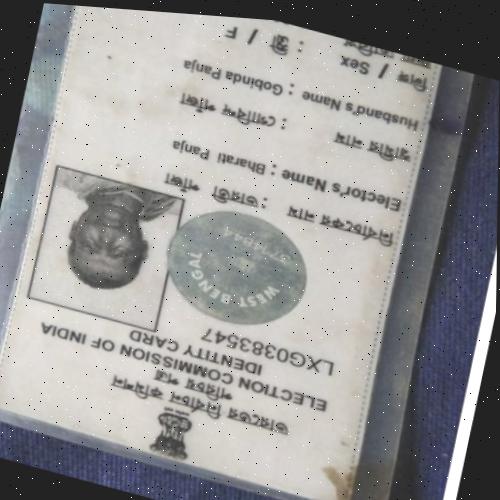 ভারতের নির্বাচন কমিশন
পরিচয় পত্র
ELECTION COMMISSION OF INDIA
IDENTITY CARD
LXG0383547
WEST BENGAL
নির্বাচকের নাম : ভারতী পাঁজা
Elector's Name : Bharati Panja
স্বামীর নাম : গোবিন্দ পাঁজা
Husband's Name : Gobinda Panja
লিঙ্গ / Sex : স্ত্রী / F